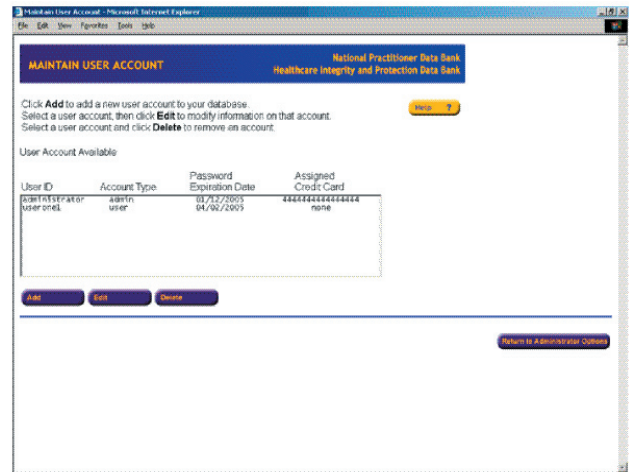 Maintain User Account - Microsoft Internet Explorer
File Edit View Favorites Tools Help
MAINTAIN USER ACCOUNT
National Practitioner Data Bank
Healthcare Integrity and Protection Data Bank
Click Add to add a new user account to your database.
Select a user account, then click Edit to modify information on that account.
Select a user account and click Delete to remove an account.
Help ?
User Account Available
User ID Account Type Password Expiration Date Assigned Credit Card
administrator admin 01/12/2005 4444444444444444
useronel user 04/02/2005 none
Add Edit Delete
Return to Administrator Options